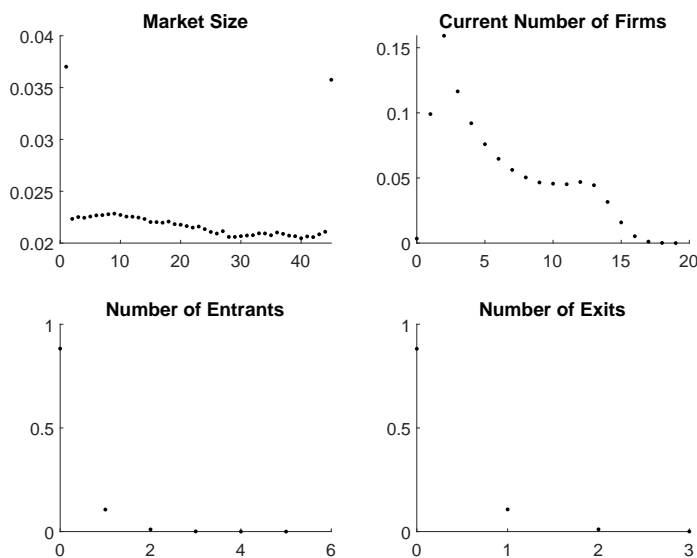 Market Size
0.04
0.035
0.03
0.025
0.02
0 10 20 30 40
Current Number of Firms
0.15
0.1
0.05
0
0 5 10 15 20
Number of Entrants
1
0.5
0
0 2 4 6
Number of Exits
1
0.5
0
0 1 2 3